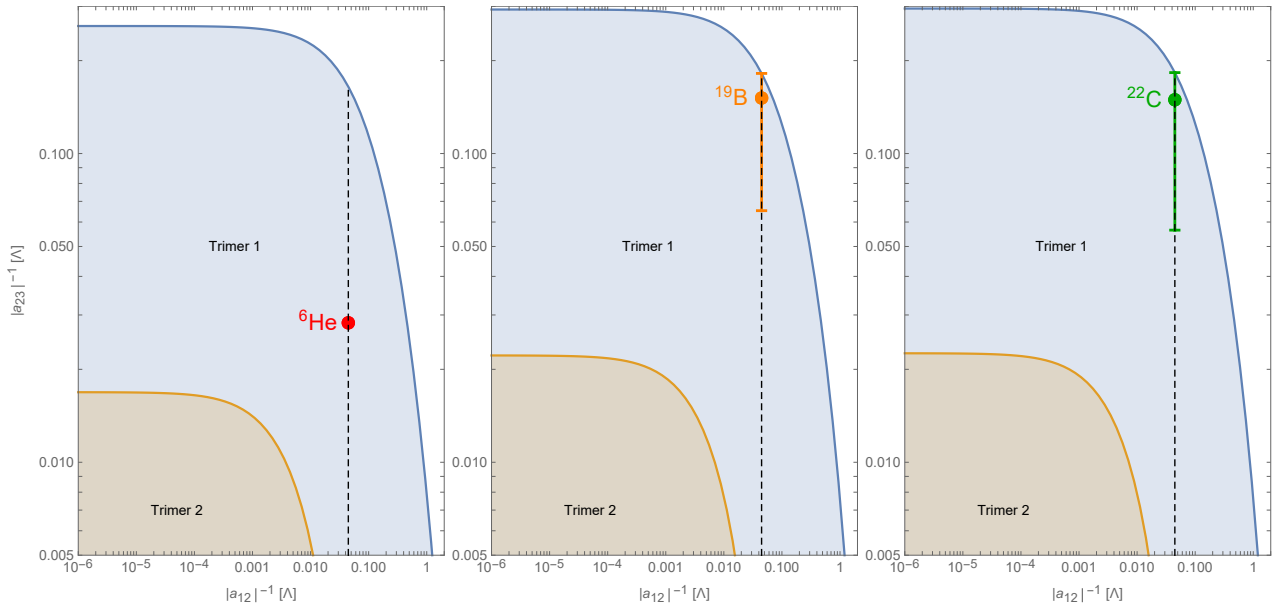 0.100
0.050
0.010
0.005
|a₂₃|⁻¹ [Λ]
Trimer 1
⁶He
Trimer 2
10⁻⁶ 10⁻⁵ 10⁻⁴ 0.001 0.010 0.100 1
|a₁₂|⁻¹ [Λ]
0.100
0.050
0.010
0.005
¹⁹B
Trimer 1
Trimer 2
10⁻⁶ 10⁻⁵ 10⁻⁴ 0.001 0.010 0.100 1
|a₁₂|⁻¹ [Λ]
0.100
0.050
0.010
0.005
²²C
Trimer 1
Trimer 2
10⁻⁶ 10⁻⁵ 10⁻⁴ 0.001 0.010 0.100 1
|a₁₂|⁻¹ [Λ]